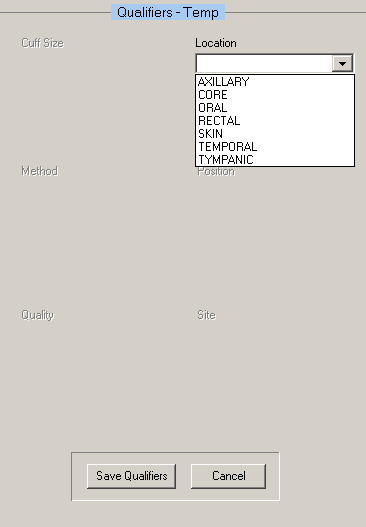 Qualifiers - Temp
Cuff Size
Location
AXILLARY
CORE
ORAL
RECTAL
SKIN
TEMPORAL
TYMPANIC
Method
Position
Quality
Site
Save Qualifiers
Cancel